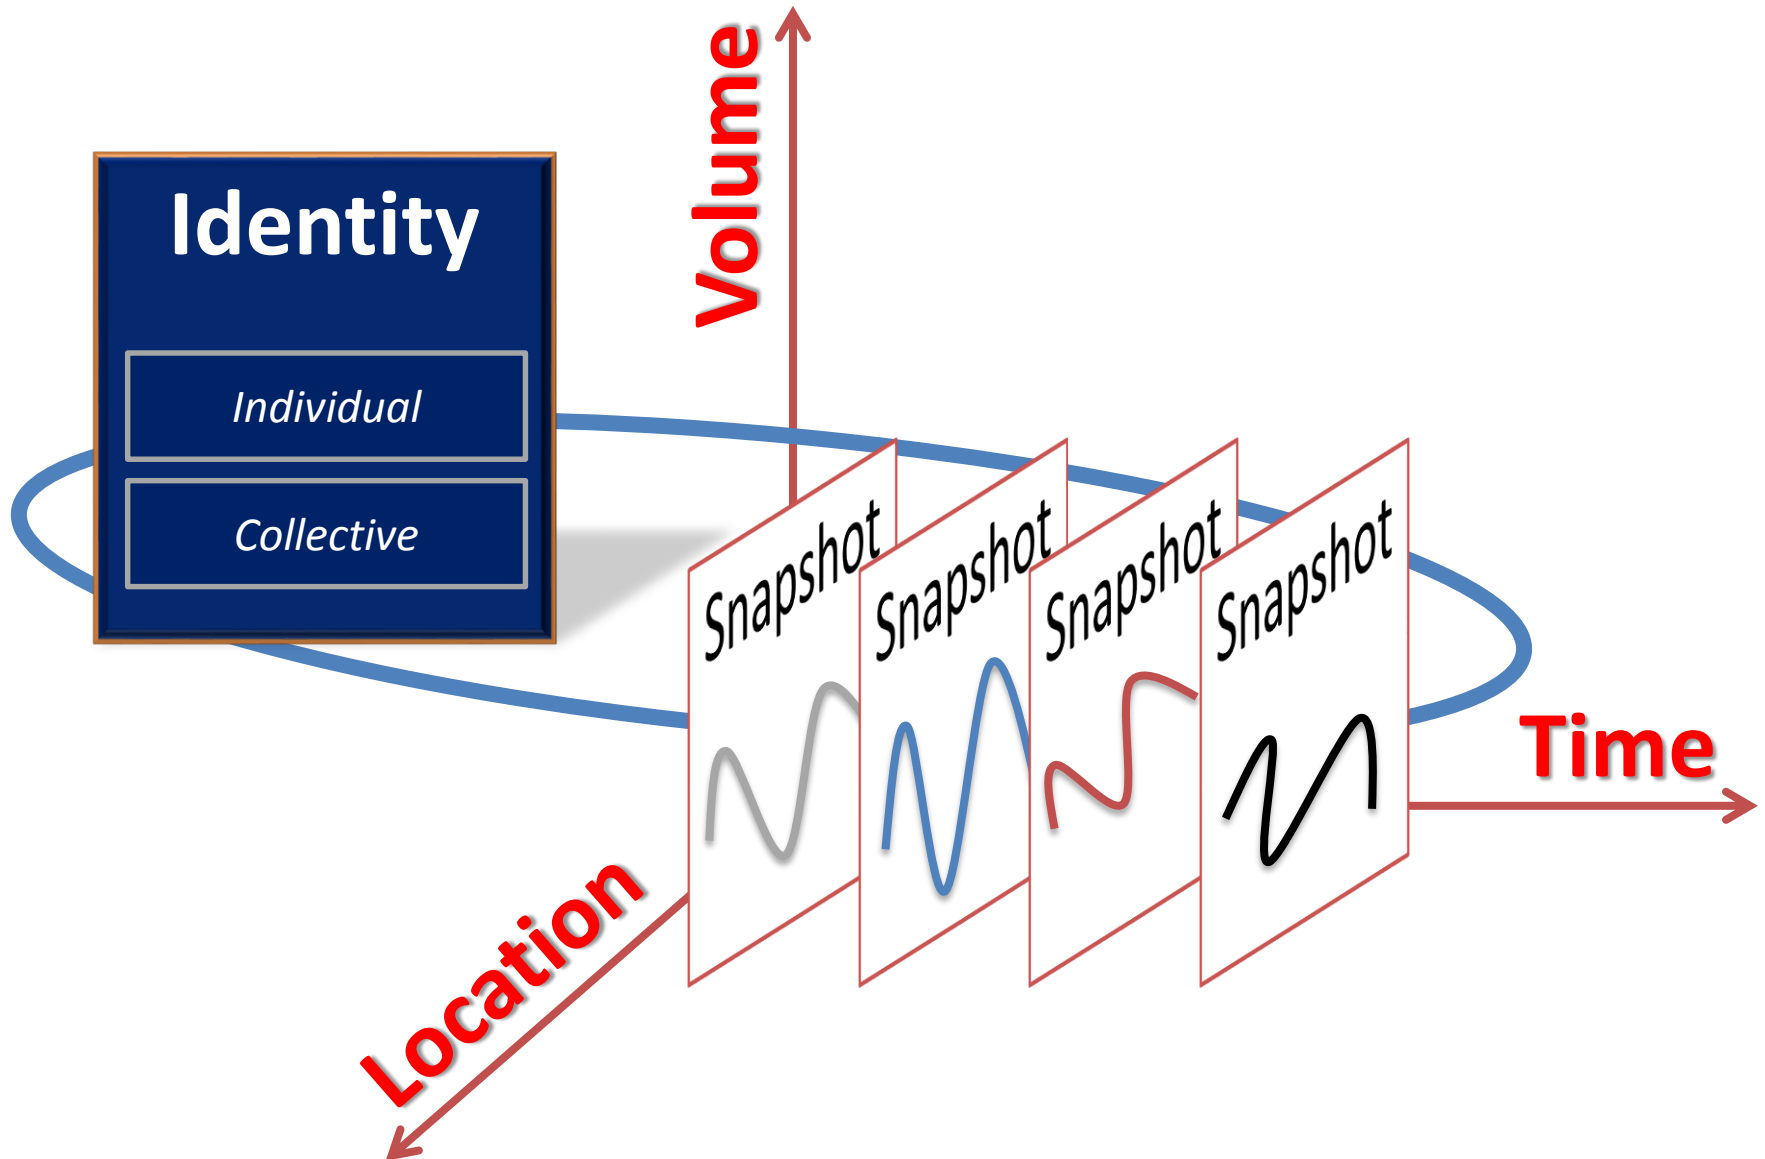 Volume
Identity
Individual
Collective
Snapshot
Snapshot
Snapshot
Snapshot
Time
Location